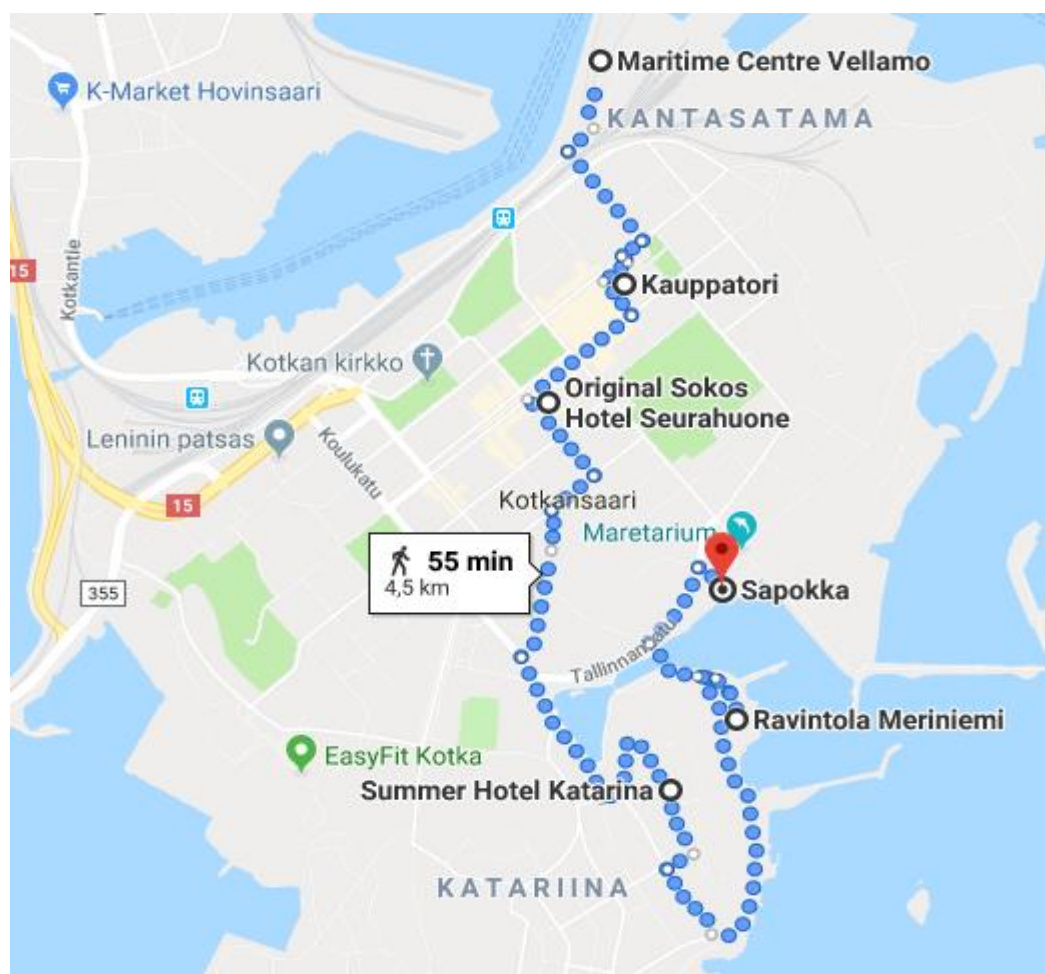 Maritime Centre Vellamo
K-Market Hovinsaari
KANTASATAMA
15
Kotkantie
Kauppatori
Kotkan kirkko
Original Sokos
Hotel Seurahuone
Leninin patsas
Koulukatu
15
Kotkansaari
Maretarium
55 min
4,5 km
355
Sapokka
Tallinnankatu
Ravintola Meriniemi
EasyFit Kotka
Summer Hotel Katarina
KATARIINA